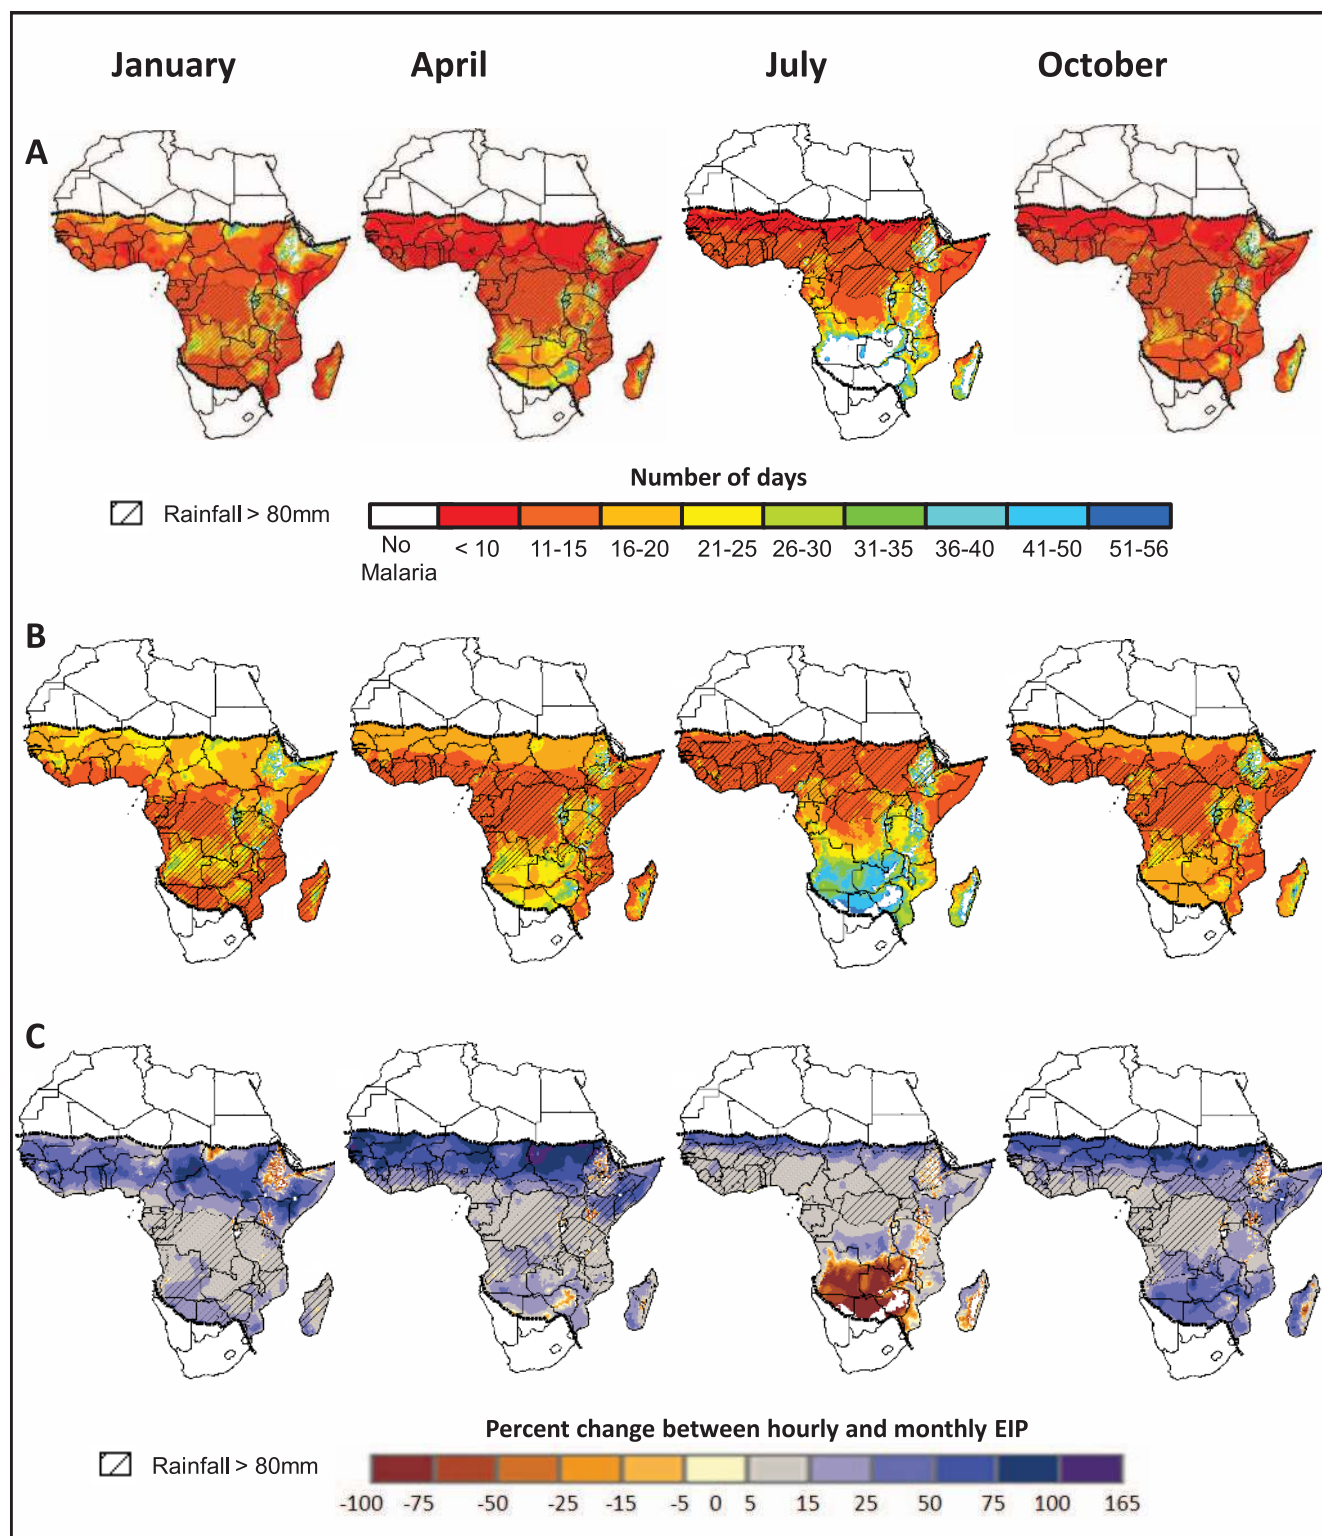 January April July October
A
Number of days
Rainfall > 80mm
No Malaria < 10 11-15 16-20 21-25 26-30 31-35 36-40 41-50 51-56
B
C
Percent change between hourly and monthly EIP
Rainfall > 80mm
-100 -75 -50 -25 -15 -5 0 5 15 25 50 75 100 165